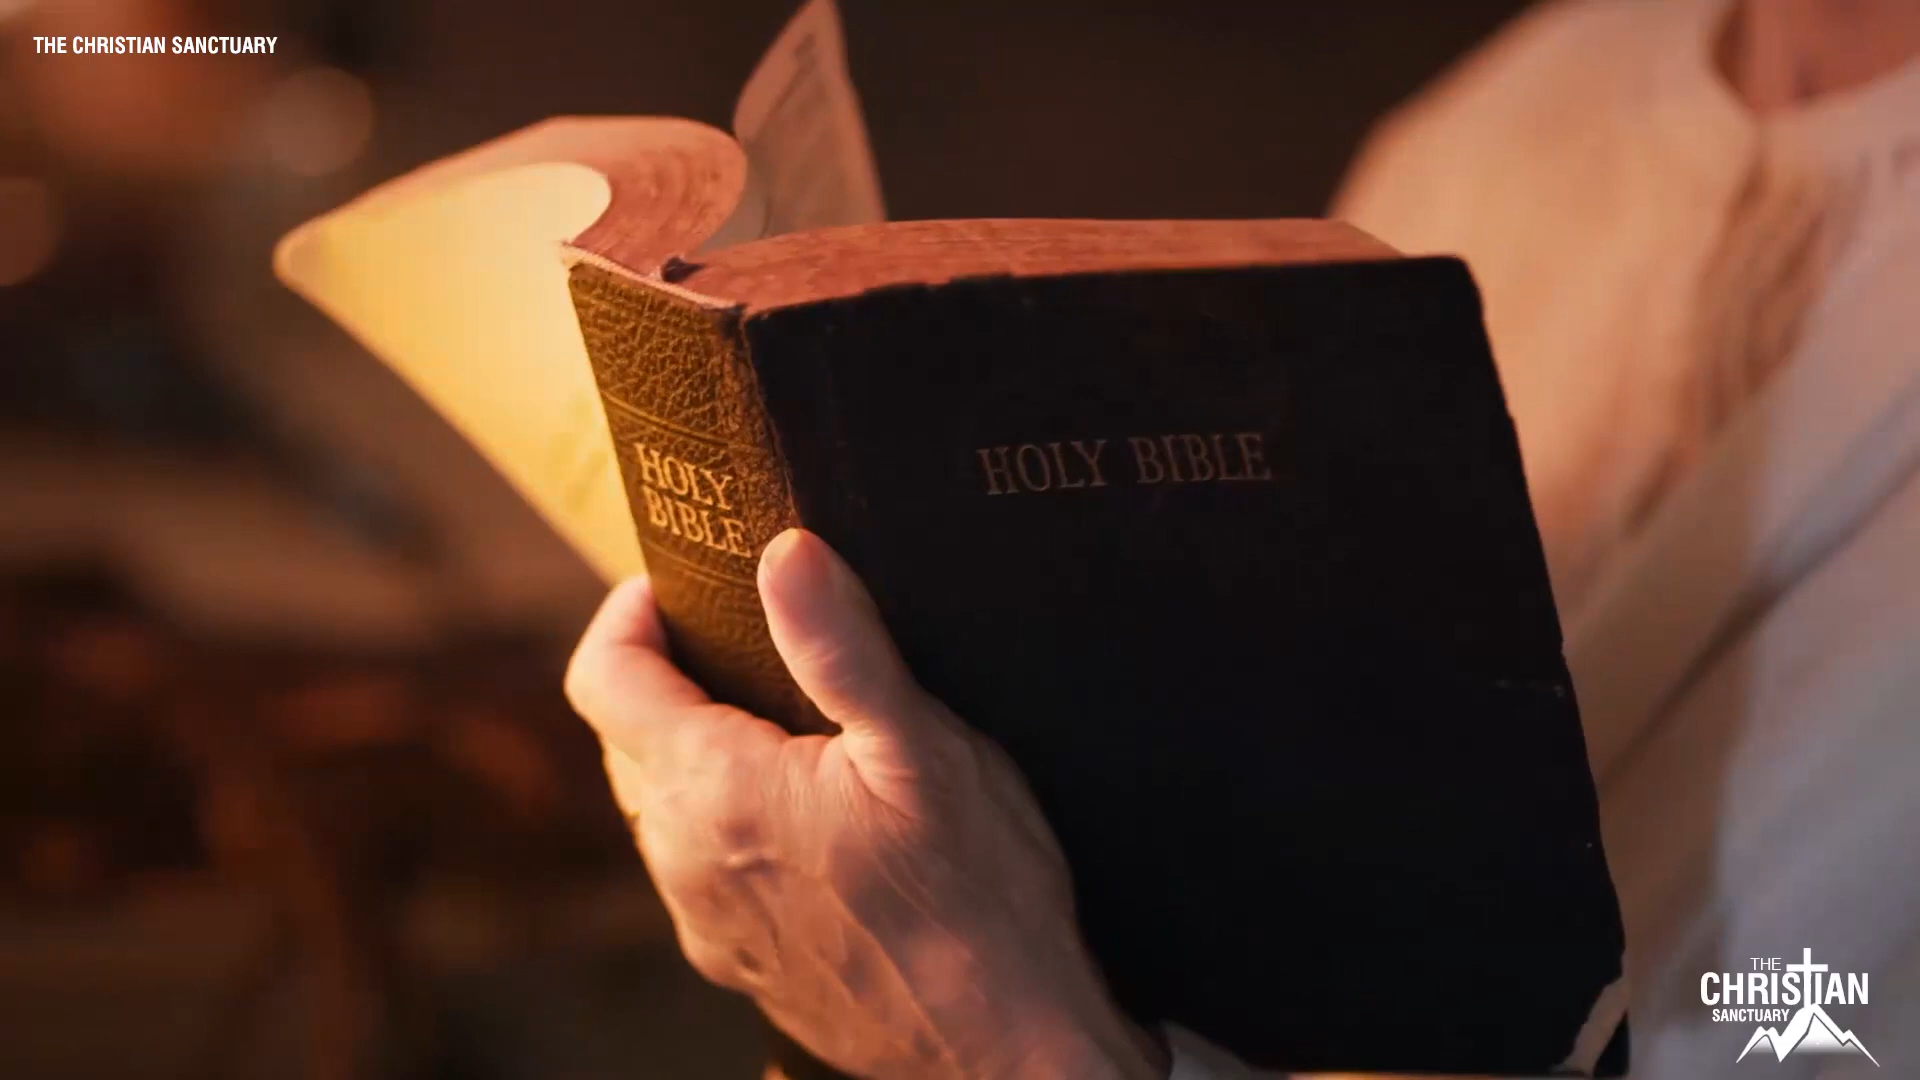 THE CHRISTIAN SANCTUARY
HOLY
BIBLE
HOLY BIBLE
THE
CHRISTIAN
SANCTUARY